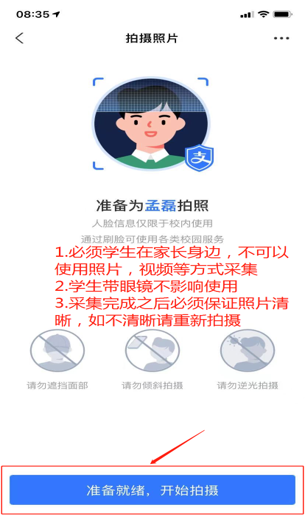 08:35
拍摄照片
准备为孟磊拍照
人脸信息仅限于校内使用
通过刷脸可使用各类校园服务
1.必须学生在家长身边，不可以
使用照片，视频等方式采集
2.学生带眼镜不影响使用
3.采集完成之后必须保证照片清
晰，如不清晰请重新拍摄
请勿遮挡面部 请勿倾斜拍摄 请勿逆光拍摄
准备就绪，开始拍摄